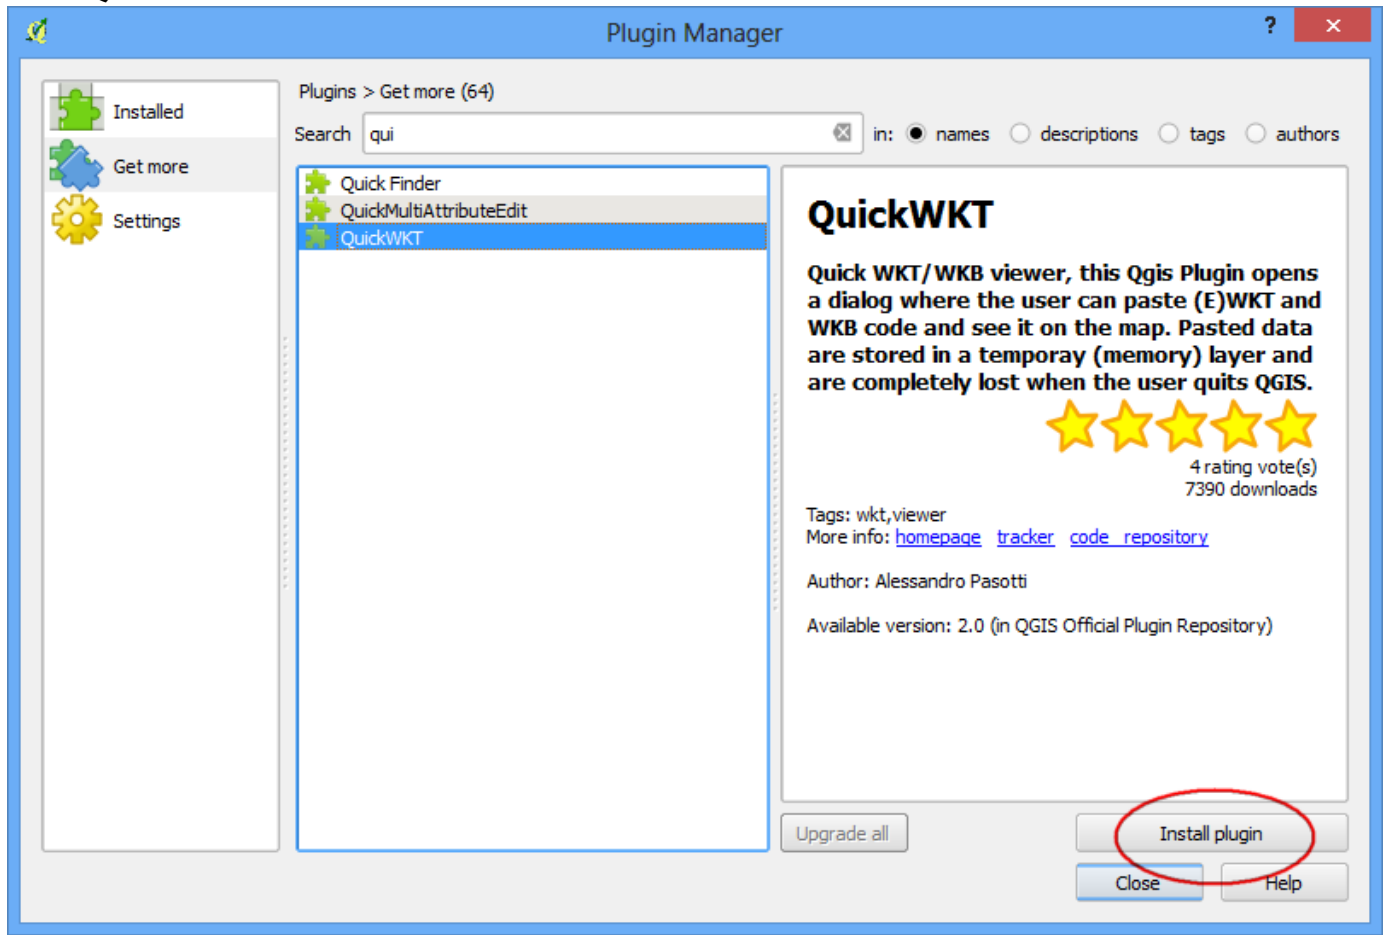 Plugin Manager
?
Installed
Get more
Settings
Plugins > Get more (64)
Search qui in: names descriptions tags authors
Quick Finder
QuickMultiAttributeEdit
QuickWKT
QuickWKT
Quick WKT/WKB viewer, this Qgis Plugin opens
a dialog where the user can paste (E)WKT and
WKB code and see it on the map. Pasted data
are stored in a temporay (memory) layer and
are completely lost when the user quits QGIS.
4 rating vote(s)
7390 downloads
Tags: wkt,viewer
More info: homepage tracker code_repository
Author: Alessandro Pasotti
Available version: 2.0 (in QGIS Official Plugin Repository)
Upgrade all Install plugin
Close Help